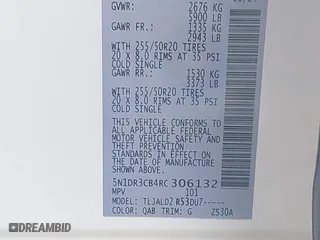 GVWR: 2676 KG
5900 LB
GAWR FR.: 1335 KG
2943 LB
WITH 255/50R20 TIRES
20 X 8.0 RIMS AT 35 PSI
COLD SINGLE
GAWR RR.: 1530 KG
3373 LB
WITH 255/50R20 TIRES
20 X 8.0 RIMS AT 35 PSI
COLD SINGLE
THIS VEHICLE CONFORMS TO
ALL APPLICABLE FEDERAL
MOTOR VEHICLE SAFETY AND
THEFT PREVENTION
STANDARDS IN EFFECT ON
THE DATE OF MANUFACTURE
SHOWN ABOVE.
5N1DR3CB4RC306132
MPV 101
MODEL: TLJALD2 R53DU7-----
COLOR: QAB TRIM: G ZS30A
DREAMBID